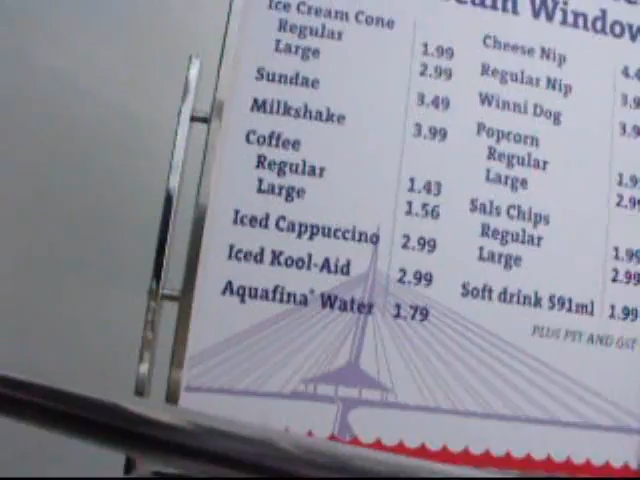 Window
Ice Cream Cone
Regular 1.99
Large 2.99
Sundae 3.49
Milkshake 3.99
Coffee
Regular 1.43
Large 1.56
Iced Cappuccino 2.99
Iced Kool-Aid 2.99
Aquafina® Water 1.79
Cheese Nip
Regular Nip
Winni Dog
Popcorn
Regular
Large
Sals Chips
Regular 1.99
Large 2.99
Soft drink 591ml 1.99
PLUS PST AND GST